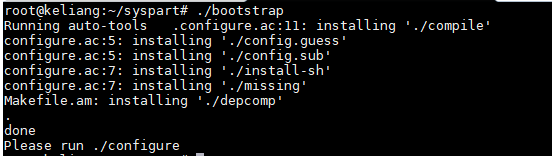 root@keliang:~/syspart# ./bootstrap
Running auto-tools   .configure.ac:11: installing './compile'
configure.ac:5: installing './config.guess'
configure.ac:5: installing './config.sub'
configure.ac:7: installing './install-sh'
configure.ac:7: installing './missing'
Makefile.am: installing './depcomp'
.
done
Please run ./configure